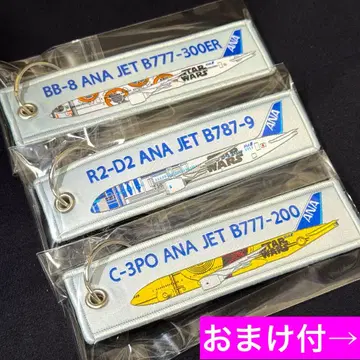 BB-8 ANA JET B777-300ER
STAR
WARS
ANA
R2-D2 ANA JET B787-9
STAR
WARS
ANA
C-3PO ANA JET B777-200
STAR
WARS
ANA
おまけ付→